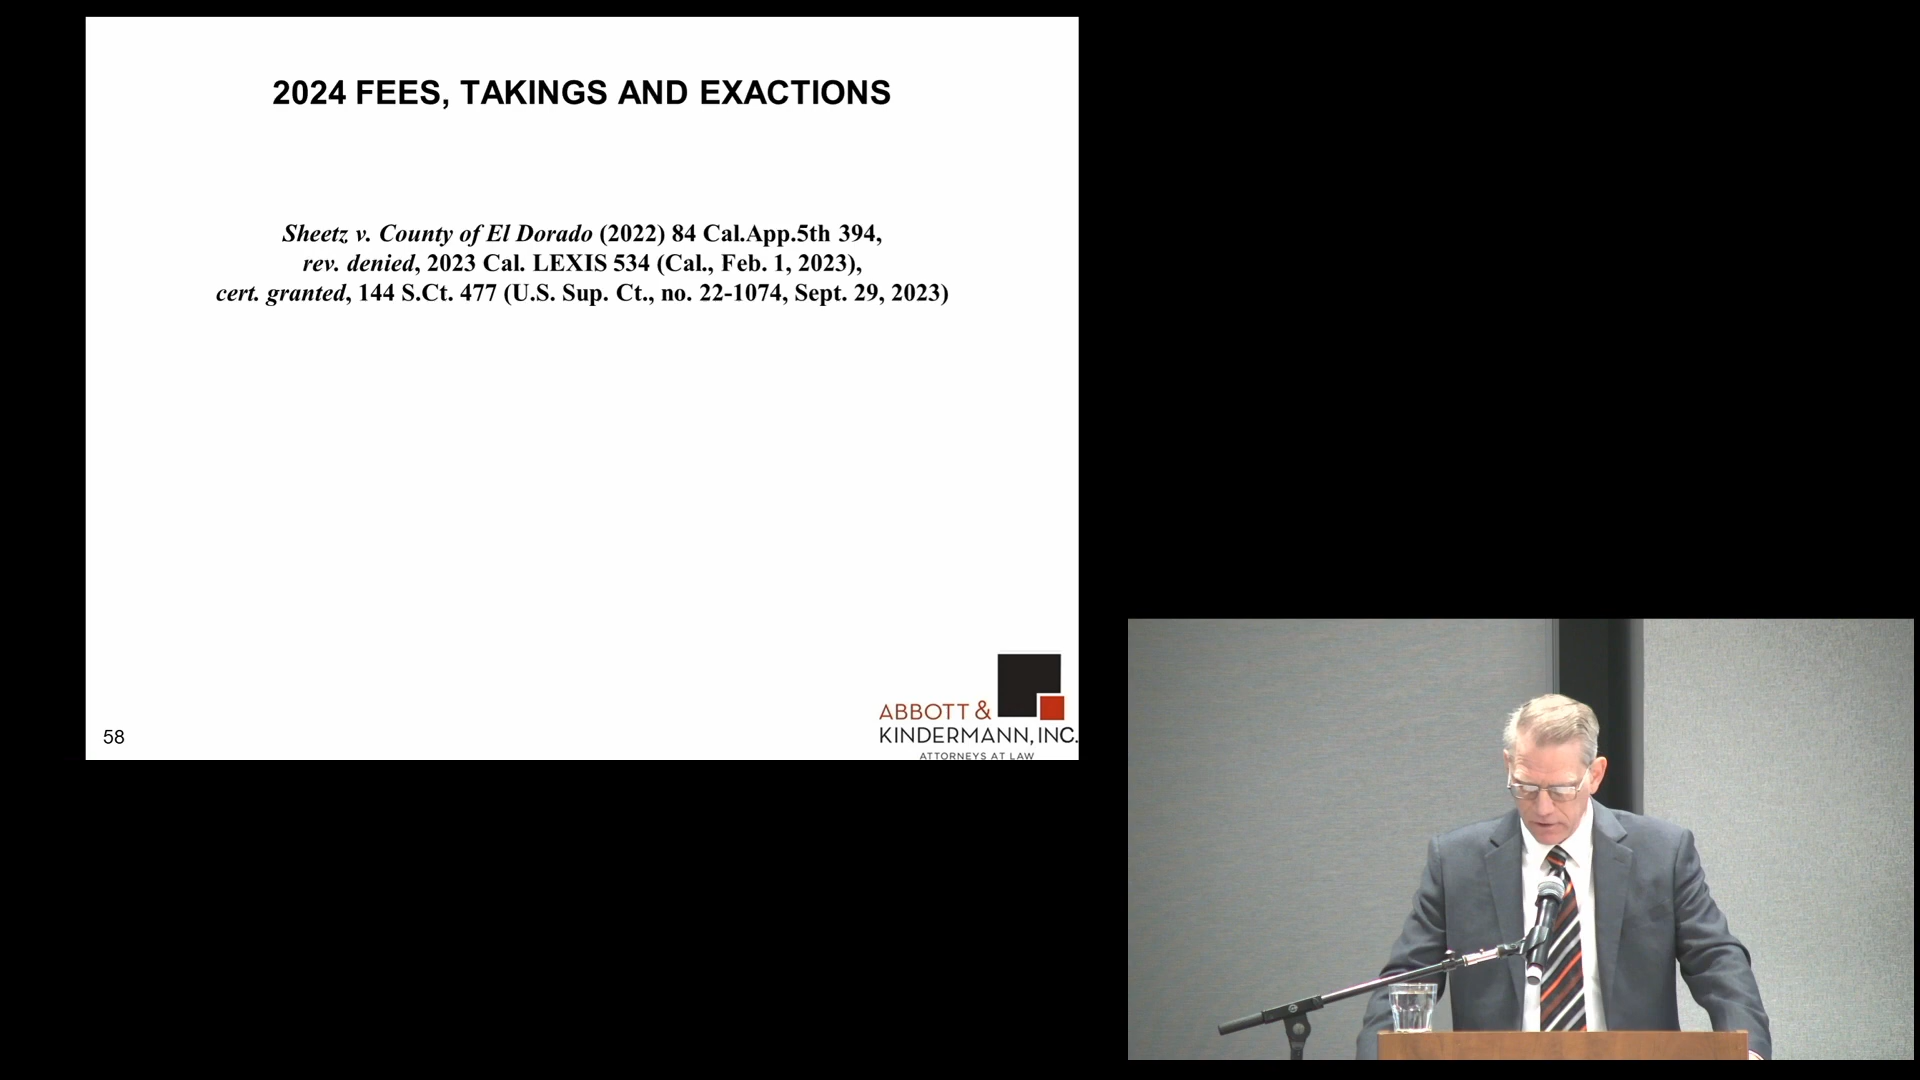 2024 FEES, TAKINGS AND EXACTIONS
Sheetz v. County of El Dorado (2022) 84 Cal.App.5th 394,
rev. denied, 2023 Cal. LEXIS 534 (Cal., Feb. 1, 2023),
cert. granted, 144 S.Ct. 477 (U.S. Sup. Ct., no. 22-1074, Sept. 29, 2023)
58
ABBOTT &
KINDERMANN, INC.
ATTORNEYS AT LAW